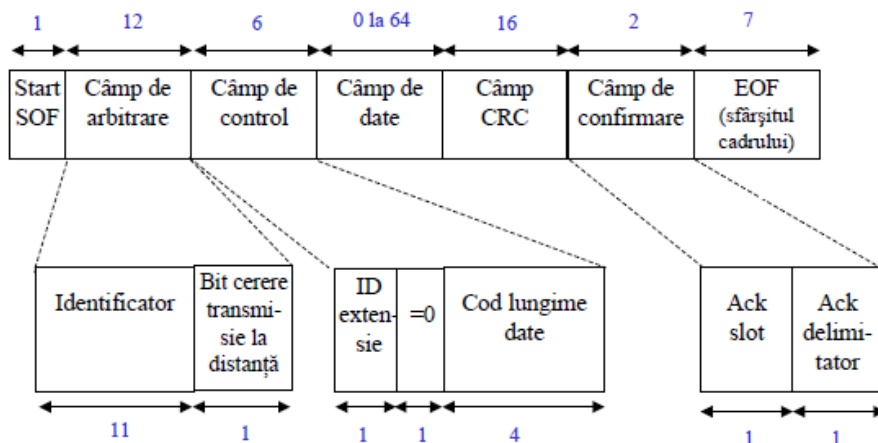 1 12 6 0 la 64 16 2 7
Start
SOF
Câmp de
arbitrare
Câmp de
control
Câmp de
date
Câmp
CRC
Câmp de
confirmare
EOF
(sfârşitul
cadrului)
Identificator
Bit cerere
transmi-
sie la
distanţă
ID
exten-
sie
=0
Cod lungime
date
Ack
slot
Ack
delimi-
tator
11 1 1 1 4 1 1